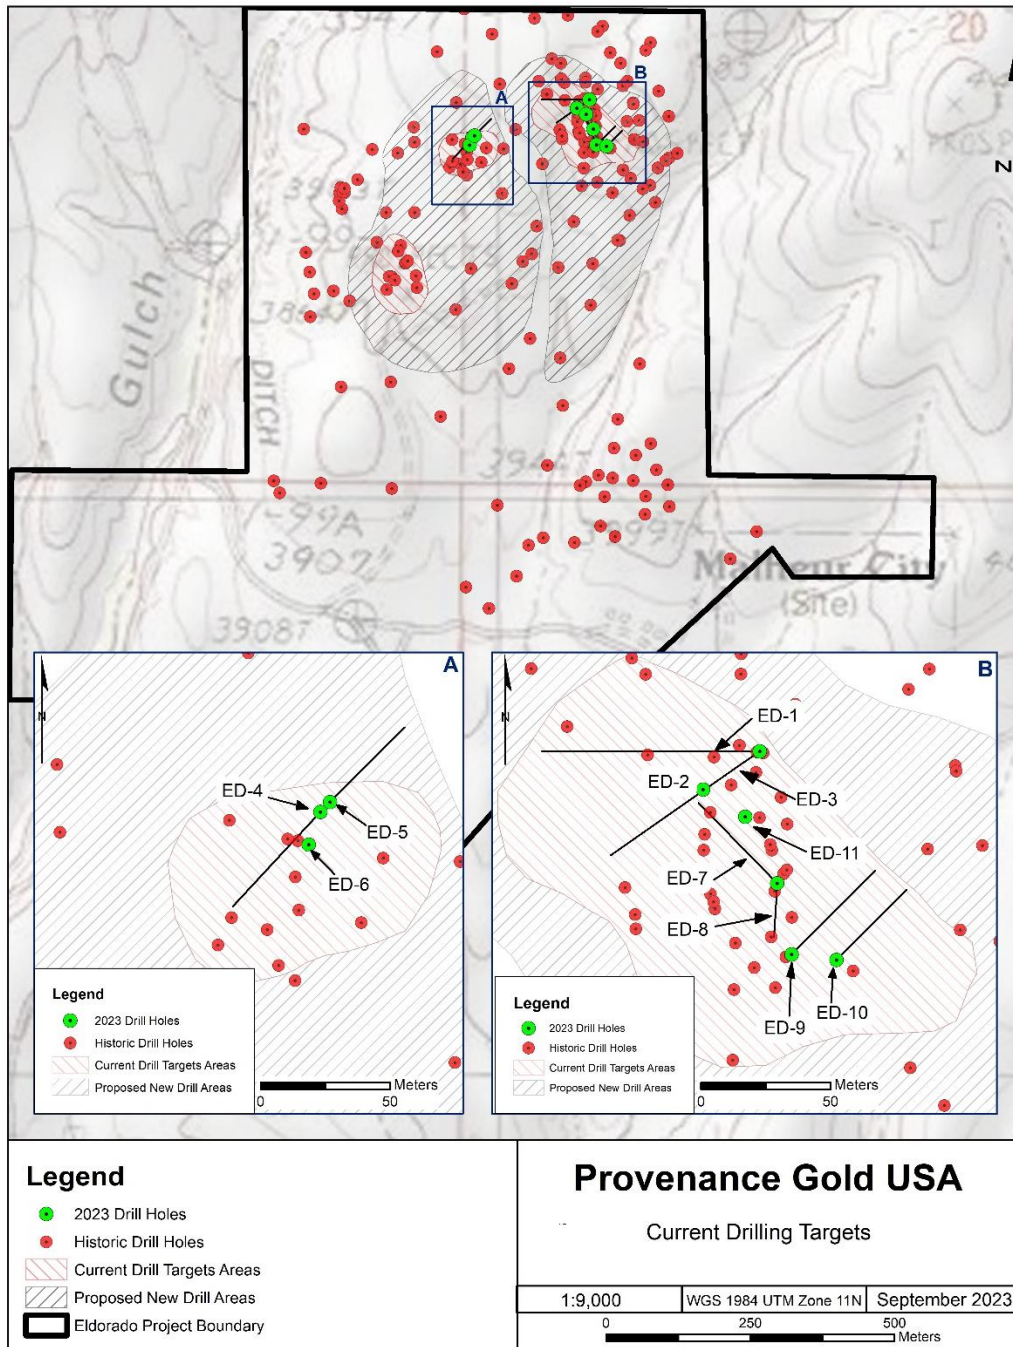 20
A
B
N
Gulch
DITCH
399A
Malheur City
(Site)
39087
A
N
ED-4
ED-5
ED-6
Legend
2023 Drill Holes
Historic Drill Holes
Current Drill Targets Areas
Proposed New Drill Areas
Meters
0 50
B
N
ED-1
ED-2
ED-3
ED-11
ED-7
ED-8
ED-9
ED-10
Legend
2023 Drill Holes
Historic Drill Holes
Current Drill Targets Areas
Proposed New Drill Areas
Meters
0 50
Legend
2023 Drill Holes
Historic Drill Holes
Current Drill Targets Areas
Proposed New Drill Areas
Eldorado Project Boundary
Provenance Gold USA
Current Drilling Targets
1:9,000 WGS 1984 UTM Zone 11N September 2023
0 250 500
Meters